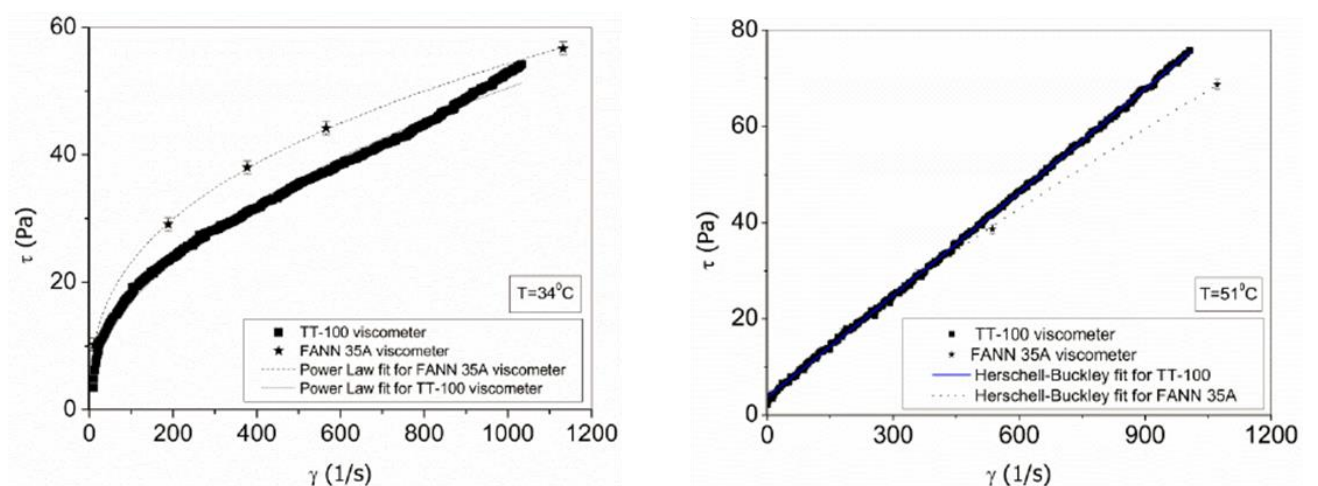 60
40
20
0
τ (Pa)
T=34⁰C
TT-100 viscometer
FANN 35A viscometer
Power Law fit for FANN 35A viscometer
Power Law fit for TT-100 viscometer
0 200 400 600 800 1000 1200
γ (1/s)
80
60
40
20
0
τ (Pa)
T=51⁰C
TT-100 viscometer
FANN 35A viscometer
Herschell-Buckley fit for TT-100
Herschell-Buckley fit for FANN 35A
0 300 600 900 1200
γ (1/s)